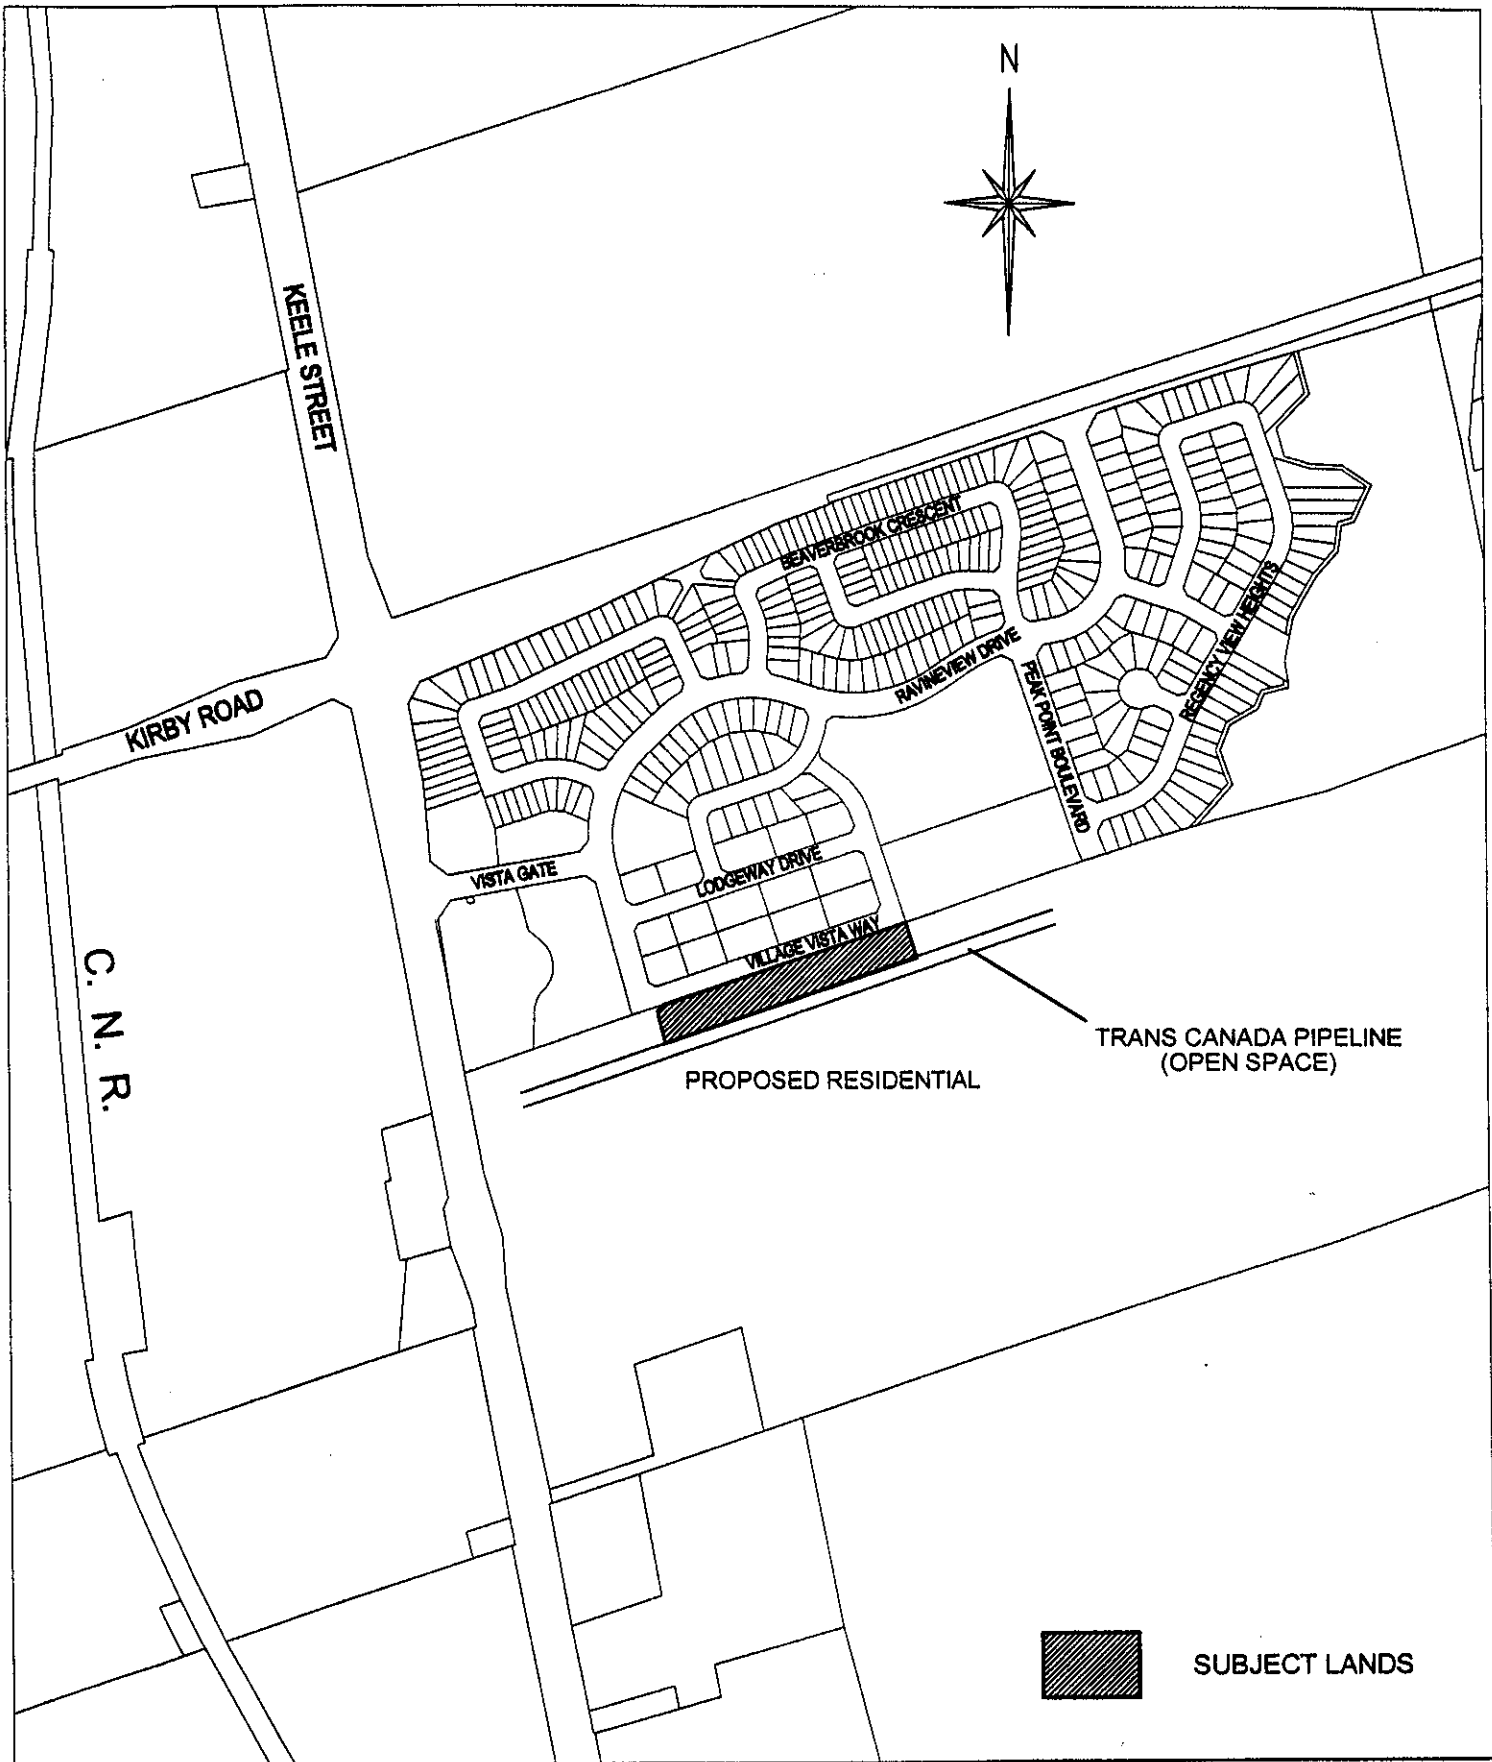 N
KEELE STREET
BEAVERBROOK CRESCENT
REGENCY VIEW HEIGHTS
RAVINEVIEW DRIVE
PEAK POINT BOULEVARD
KIRBY ROAD
LODGEWAY DRIVE
VISTA GATE
VILLAGE VISTA WAY
C. N. R.
TRANS CANADA PIPELINE
(OPEN SPACE)
PROPOSED RESIDENTIAL
SUBJECT LANDS